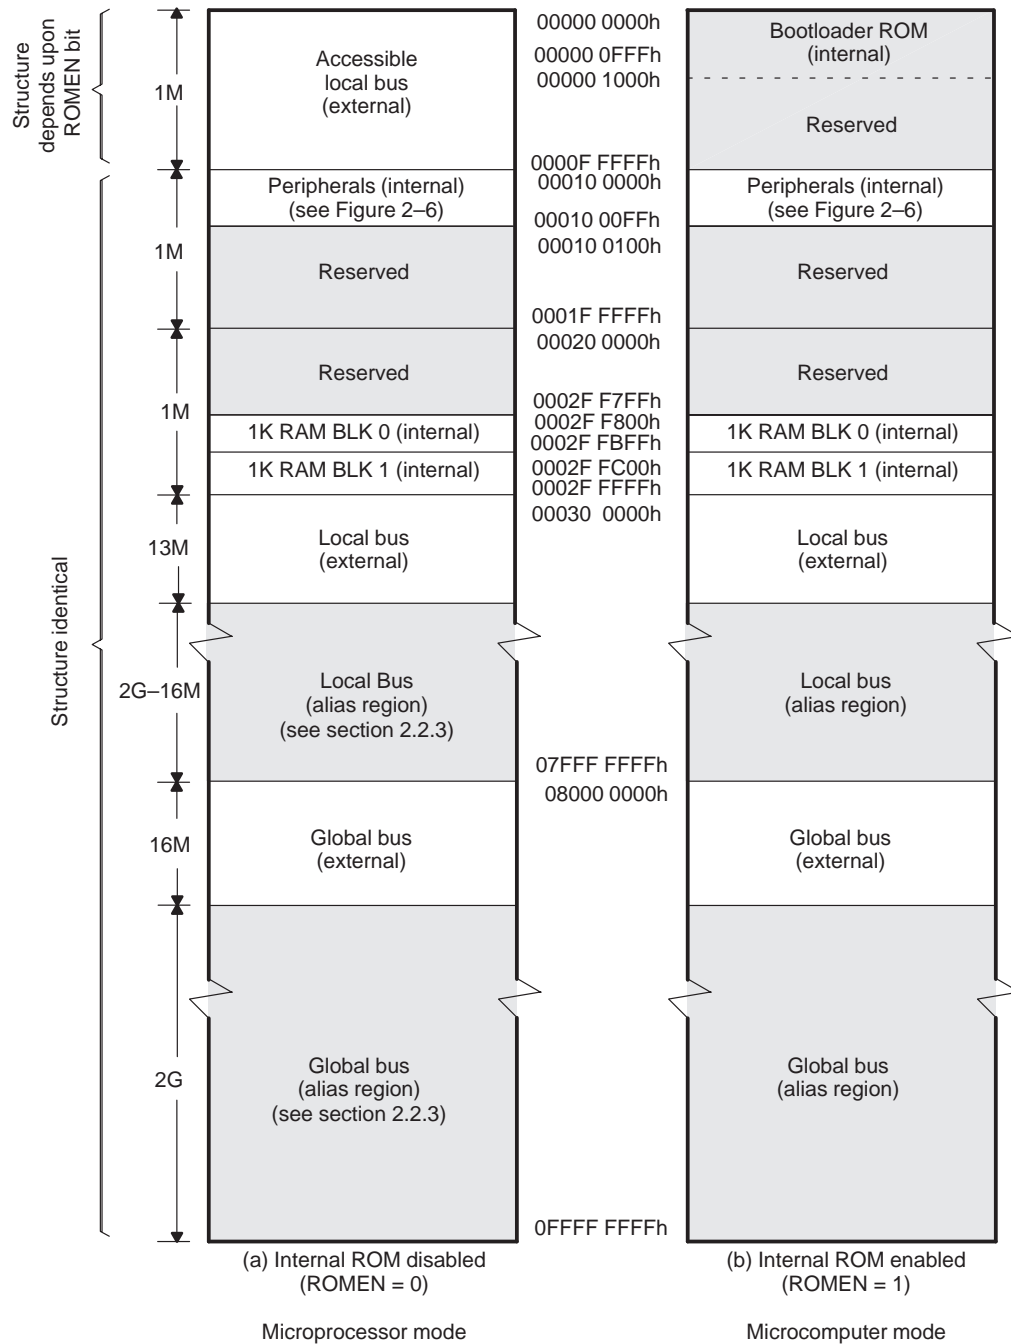 Structure
depends upon
ROMEN bit
1M
Accessible
local bus
(external)
00000 0000h
00000 0FFFh
00000 1000h
0000F FFFFh
Bootloader ROM
(internal)
Reserved
Structure identical
1M
Peripherals (internal)
(see Figure 2–6)
Reserved
00010 0000h
00010 00FFh
00010 0100h
0001F FFFFh
Peripherals (internal)
(see Figure 2–6)
Reserved
1M
Reserved
1K RAM BLK 0 (internal)
1K RAM BLK 1 (internal)
00020 0000h
0002F F7FFh
0002F F800h
0002F FBFFh
0002F FC00h
0002F FFFFh
Reserved
1K RAM BLK 0 (internal)
1K RAM BLK 1 (internal)
13M
Local bus
(external)
00030 0000h
Local bus
(external)
2G–16M
Local Bus
(alias region)
(see section 2.2.3)
07FFF FFFFh
Local bus
(alias region)
16M
Global bus
(external)
08000 0000h
Global bus
(external)
2G
Global bus
(alias region)
(see section 2.2.3)
0FFFF FFFFh
Global bus
(alias region)
(a) Internal ROM disabled
(ROMEN = 0)
Microprocessor mode
(b) Internal ROM enabled
(ROMEN = 1)
Microcomputer mode